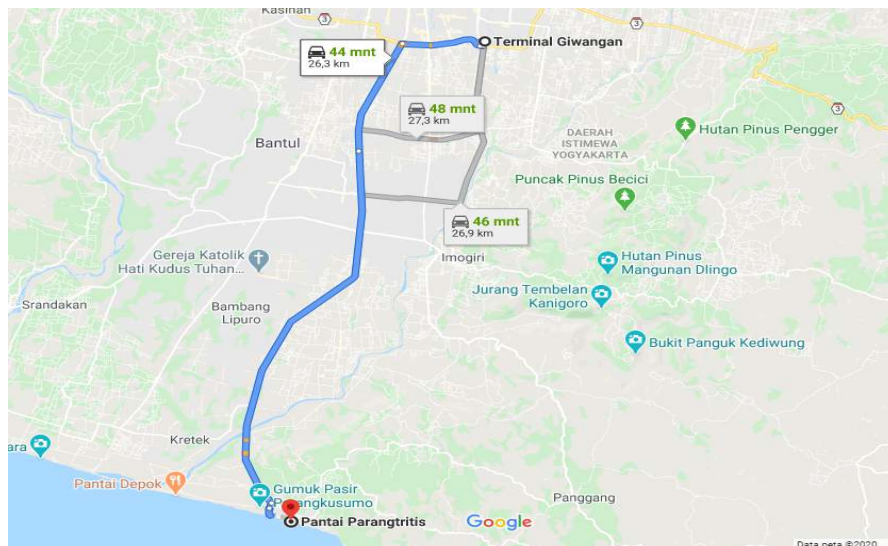 Kasihan
3
3
44 mnt
26,3 km
Terminal Giwangan
48 mnt
27,3 km
3
Bantul
DAERAH
ISTIMEWA
YOGYAKARTA
Hutan Pinus Pengger
Puncak Pinus Becici
46 mnt
26,9 km
Gereja Katolik
Hati Kudus Tuhan...
Imogiri
Hutan Pinus
Mangunan Dlingo
Srandakan
Bambang
Lipuro
Jurang Tembelan
Kanigoro
Bukit Panguk Kediwung
Kretek
ara
Pantai Depok
Gumuk Pasir
Parangkusumo
Panggang
Pantai Parangtritis
Google
Data peta ©2020